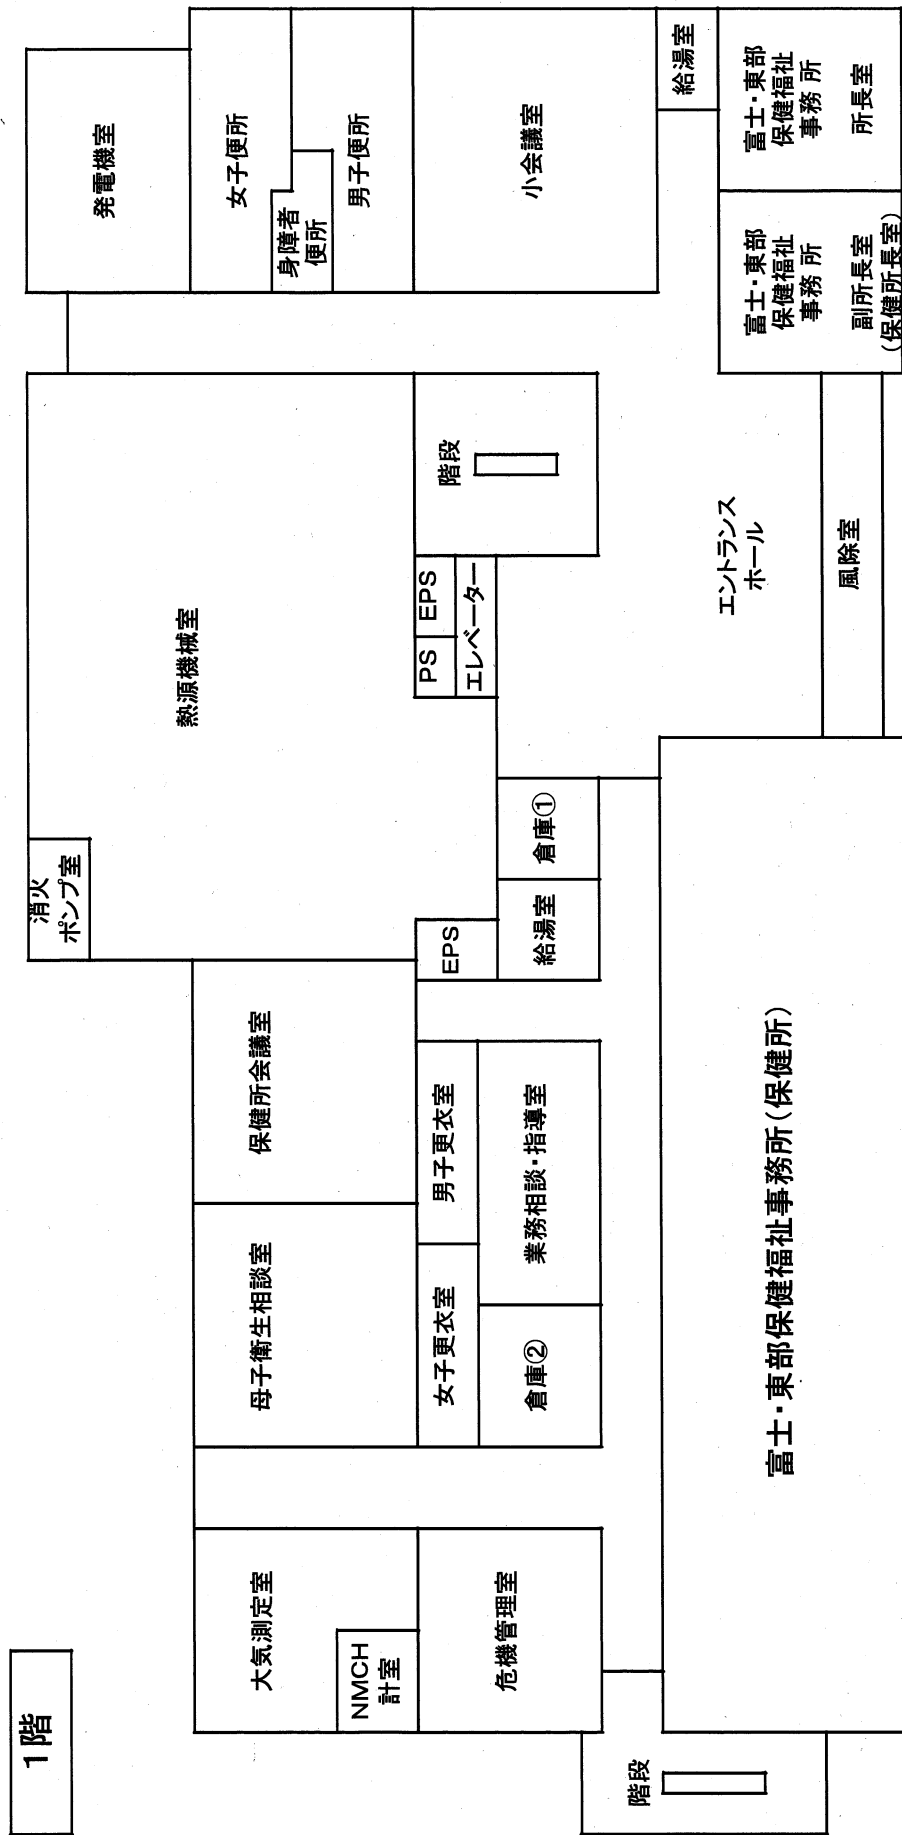 1階
大気測定室
NMCH
計室
危機管理室
階段
母子衛生相談室
保健所会議室
女子更衣室
男子更衣室
倉庫②
業務相談・指導室
富士・東部保健福祉事務所(保健所)
消火
ポンプ室
熱源機械室
EPS
給湯室
倉庫①
PS
EPS
エレベーター
階段
エントランス
ホール
風除室
発電機室
女子便所
身障者
便所
男子便所
小会議室
給湯室
富士・東部
保健福祉
事務所
副所長室
(保健所長室)
富士・東部
保健福祉
事務所
所長室